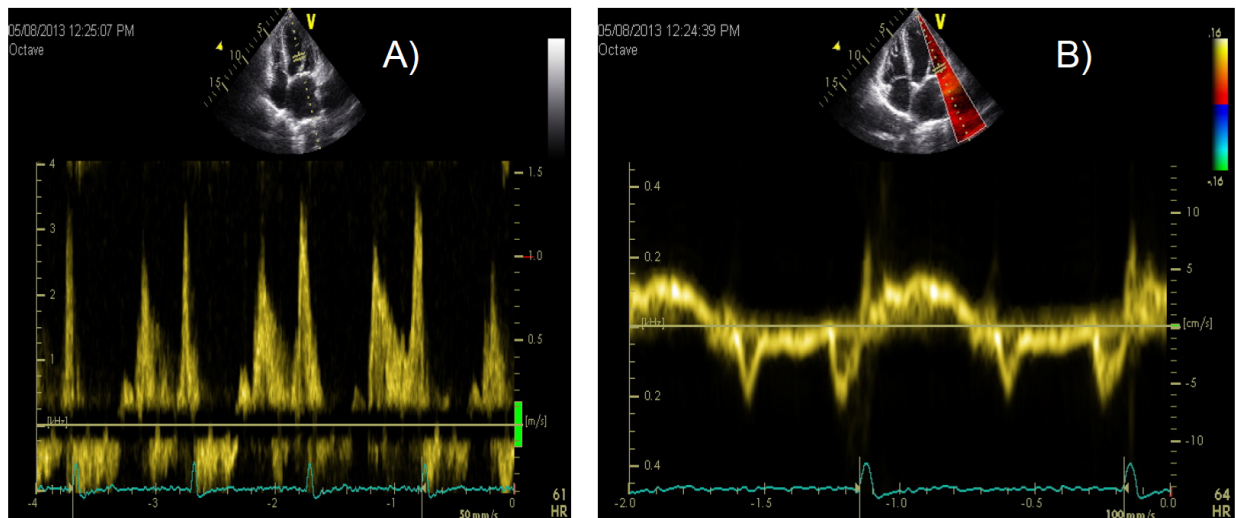 05/08/2013 12:25:07 PM
Octave
V
A)
5
10
15
4
3
2
1
[kHz]
1.5
1.0
0.5
[m/s]
-4
-3
-2
-1
0
50 mm/s
61
HR
05/08/2013 12:24:39 PM
Octave
V
B)
5
10
15
.16
-.16
0.4
0.2
[kHz]
0.2
0.4
10
5
[cm/s]
-5
-10
-2.0
-1.5
-1.0
-0.5
0.0
100 mm/s
64
HR